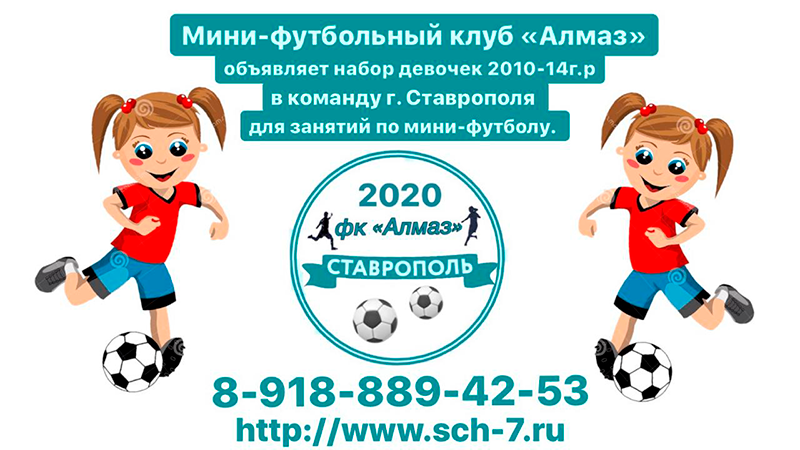 Мини-футбольный клуб «Алмаз»
объявляет набор девочек 2010-14г.р
в команду г. Ставрополя
для занятий по мини-футболу.
2020
фк «Алмаз»
СТАВРОПОЛЬ
8-918-889-42-53
http://www.sch-7.ru